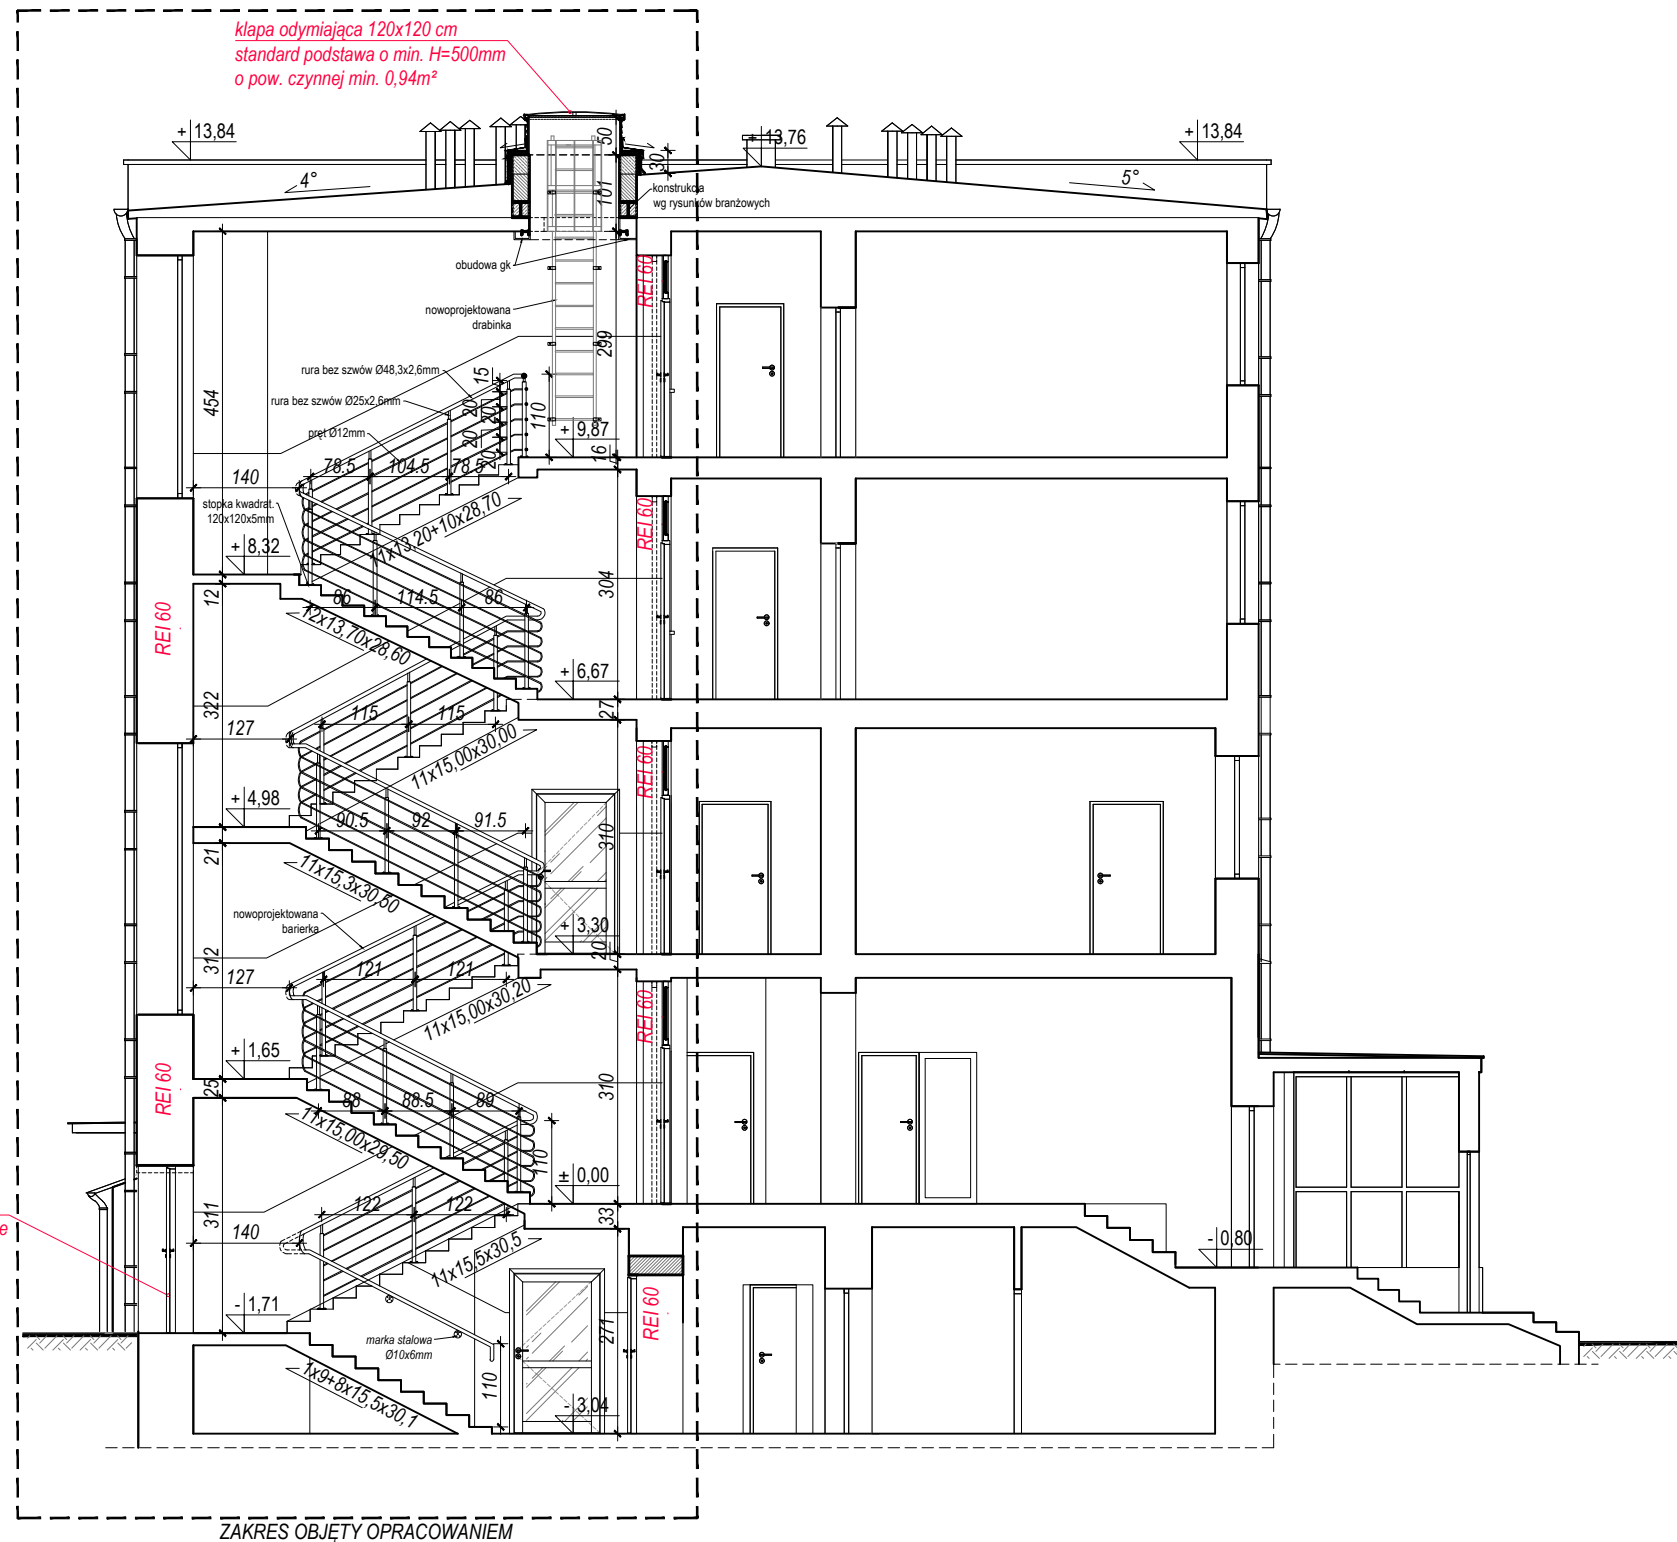 klapa odymiająca 120x120 cm
standard podstawa o min. H=500mm
o pow. czynnej min. 0,94m²
+ 13,84
+ 13,76
+ 13,84
50
30
101
4°
5°
konstrukcja
wg rysunków branżowych
obudowa gk
REI 60
nowoprojektowana
drabinka
299
454
rura bez szwów Ø48,3x2,6mm
15
rura bez szwów Ø25x2,6mm
20
20
110
pręt Ø12mm
20
20
+ 9,87
16
78.5
104.5
78.5
140
stopka kwadrat.
120x120x5mm
11x13,20+10x28,70
REI 60
+ 8,32
12
86
114.5
86
304
12x13,70x28,60
REI 60
+ 6,67
27
322
127
115
115
11x15,00x30,00
REI 60
+ 4,98
90.5
92
91.5
310
21
11x15,3x30,50
nowoprojektowana
barierka
+ 3,30
20
312
127
121
121
11x15,00x30,20
REI 60
+ 1,65
25
88
88.5
89
310
REI 60
11x15,00x29,50
110
± 0,00
33
311
122
122
140
11x15,5x30,5
- 0,80
e
REI 60
- 1,71
marka stalowa
Ø10x6mm
271
110
1x9+8x15,5x30,1
- 3,04
ZAKRES OBJĘTY OPRACOWANIEM